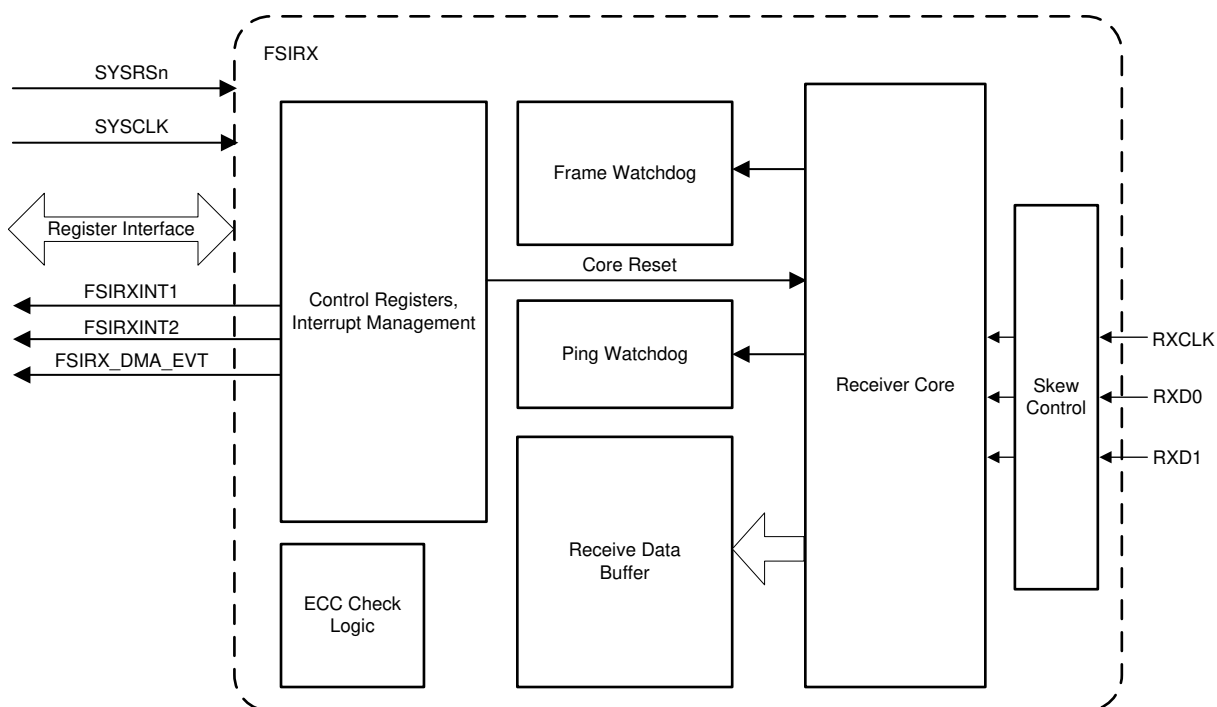 FSIRX
SYSRSn
SYSCLK
Register Interface
FSIRXINT1
FSIRXINT2
FSIRX_DMA_EVT
Control Registers,
Interrupt Management
ECC Check
Logic
Frame Watchdog
Core Reset
Ping Watchdog
Receive Data
Buffer
Receiver Core
Skew
Control
RXCLK
RXD0
RXD1